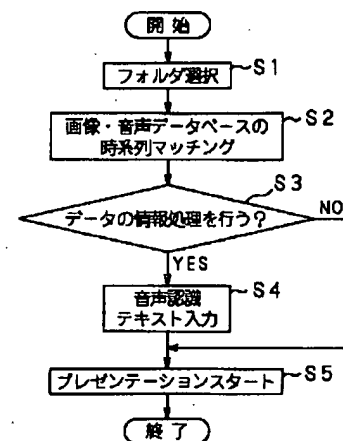 開始
フォルダ選択
S1
画像・音声データベースの
時系列マッチング
S2
S3
データの情報処理を行う?
NO
YES
音声認識
テキスト入力
S4
プレゼンテーションスタート
S5
終了